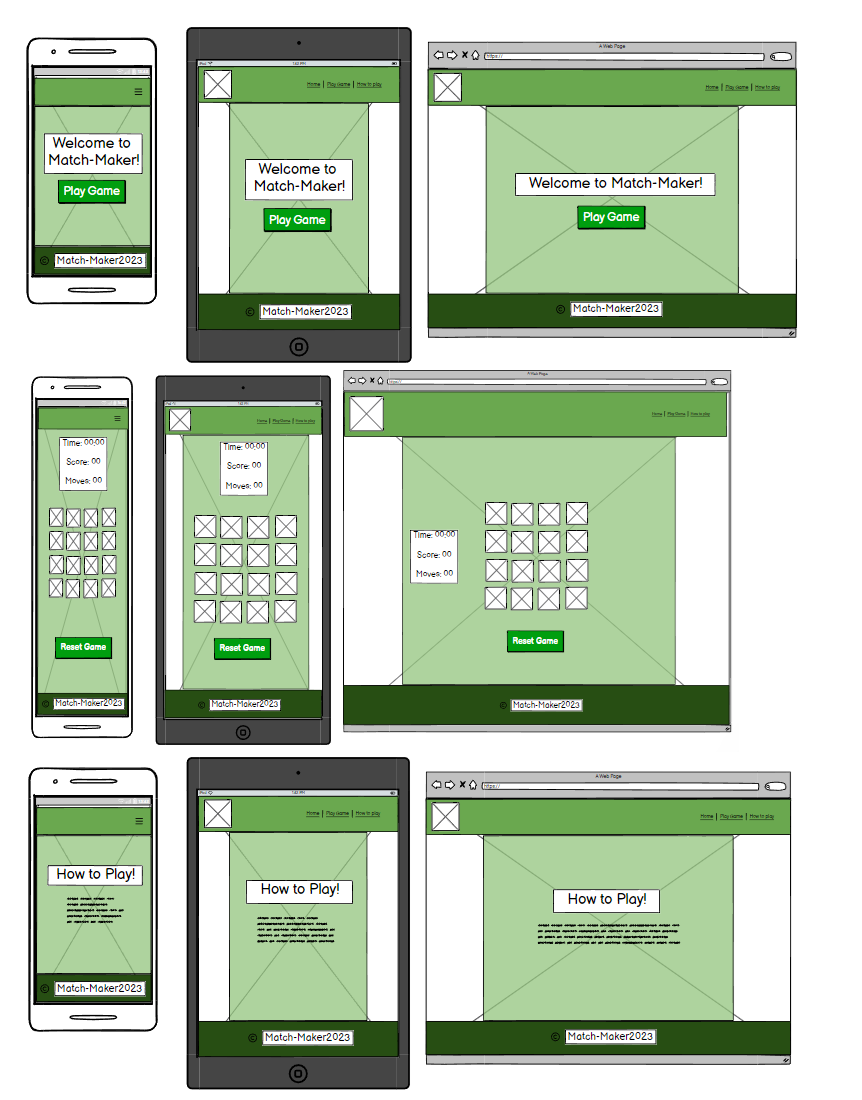 Welcome to
Match-Maker!
Play Game
© Match-Maker2023
iPad 1:52 PM
Home | Play Game | How to play
Welcome to
Match-Maker!
Play Game
© Match-Maker2023
A Web Page
https://
Home | Play Game | How to play
Welcome to Match-Maker!
Play Game
© Match-Maker2023
Time: 00:00
Score: 00
Moves: 00
Reset Game
© Match-Maker2023
Home | Play Game | How to play
Time: 00:00
Score: 00
Moves: 00
Reset Game
© Match-Maker2023
A Web Page
https://
Home | Play Game | How to play
Time: 00:00
Score: 00
Moves: 00
Reset Game
© Match-Maker2023
How to Play!
© Match-Maker2023
iPad 1:52 PM
Home | Play Game | How to play
How to Play!
© Match-Maker2023
A Web Page
https://
Home | Play Game | How to play
How to Play!
© Match-Maker2023